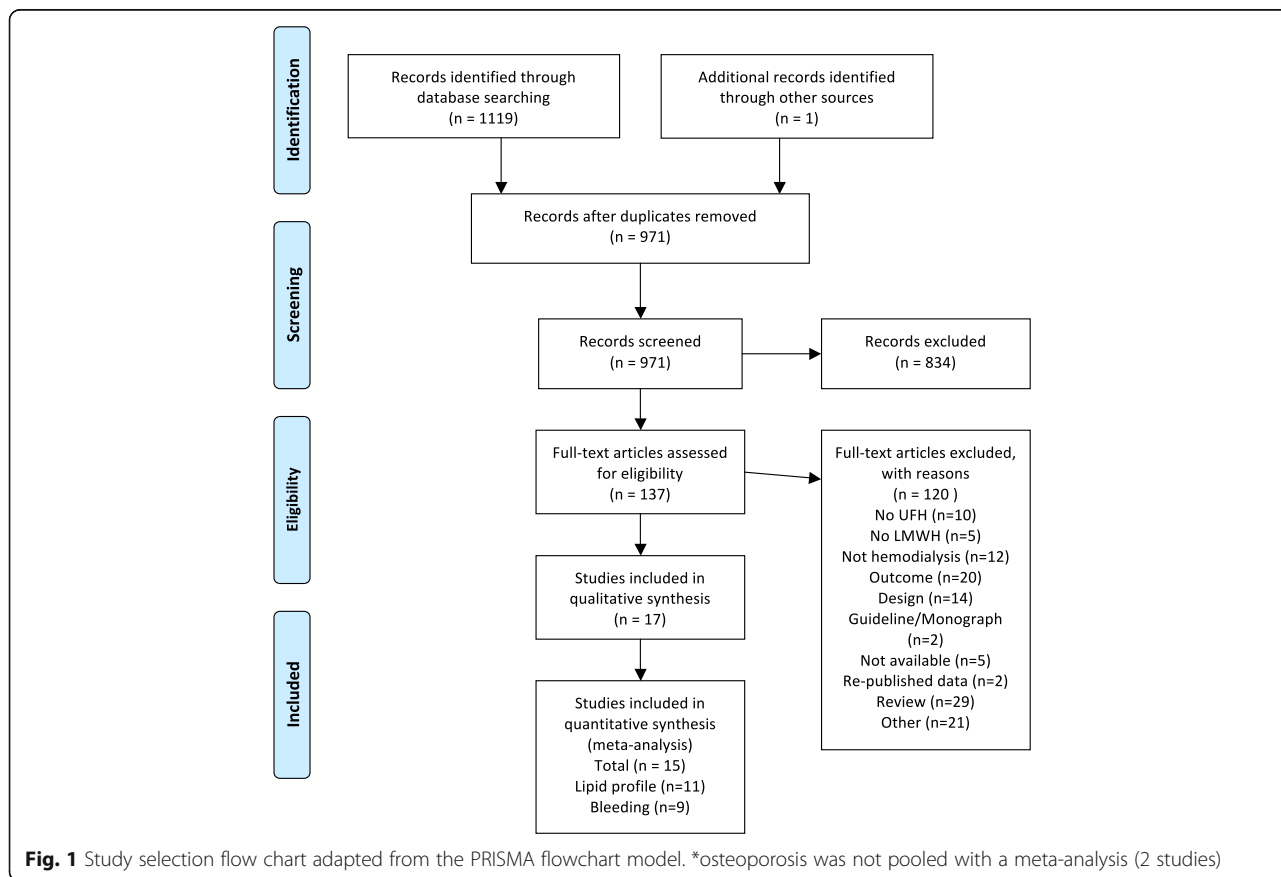 Identification
Records identified through
database searching
(n = 1119)
Additional records identified
through other sources
(n = 1)
Records after duplicates removed
(n = 971)
Screening
Records screened
(n = 971)
Records excluded
(n = 834)
Eligibility
Full-text articles assessed
for eligibility
(n = 137)
Full-text articles excluded,
with reasons
(n = 120 )
No UFH (n=10)
No LMWH (n=5)
Not hemodialysis (n=12)
Outcome (n=20)
Design (n=14)
Guideline/Monograph
(n=2)
Not available (n=5)
Re-published data (n=2)
Review (n=29)
Other (n=21)
Studies included in
qualitative synthesis
(n = 17)
Included
Studies included in
quantitative synthesis
(meta-analysis)
Total (n = 15)
Lipid profile (n=11)
Bleeding (n=9)
Fig. 1 Study selection flow chart adapted from the PRISMA flowchart model. *osteoporosis was not pooled with a meta-analysis (2 studies)